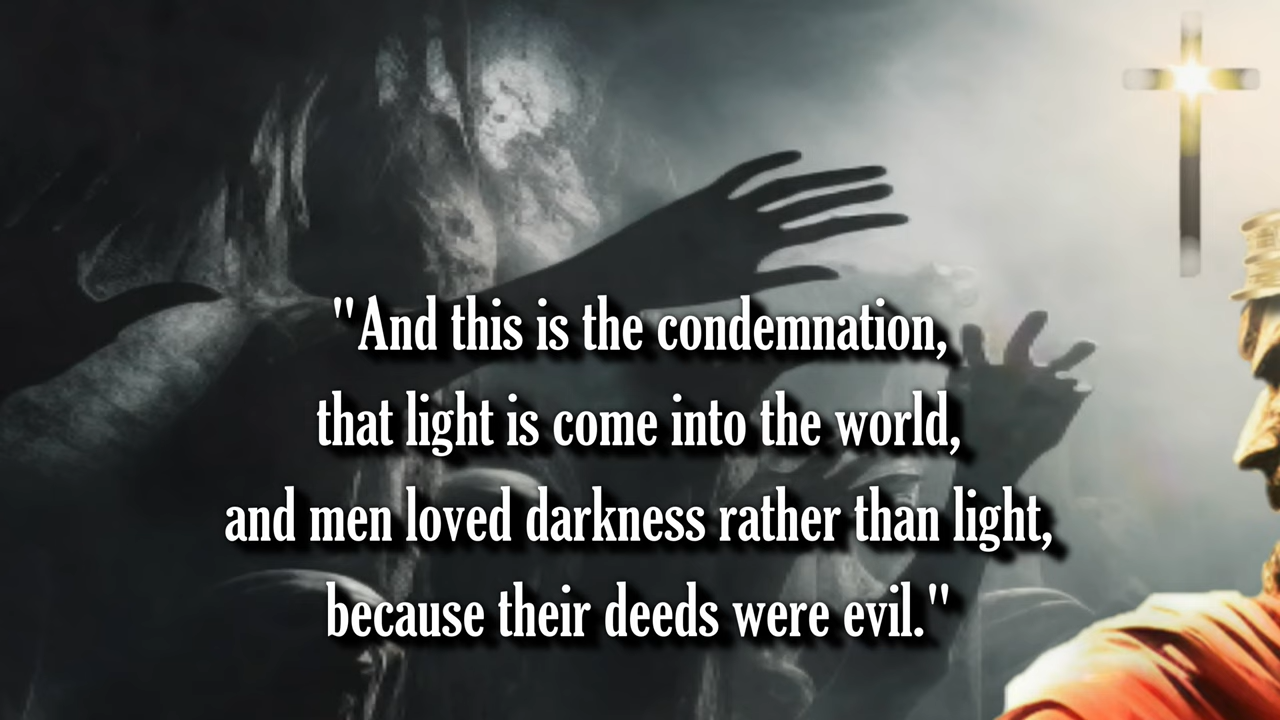 "And this is the condemnation,
that light is come into the world,
and men loved darkness rather than light,
because their deeds were evil."